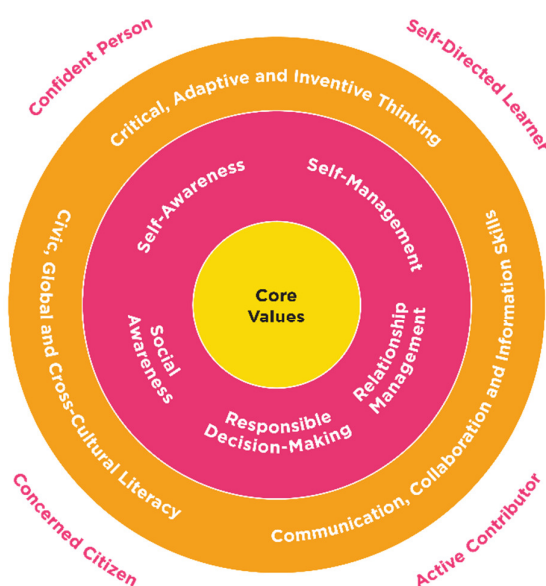 Confident Person
Self-Directed Learner
Critical, Adaptive and Inventive Thinking
Self-Awareness
Self-Management
Civic, Global and Cross-Cultural Literacy
Communication, Collaboration and Information Skills
Core
Values
Social
Awareness
Relationship
Management
Responsible
Decision-Making
Concerned Citizen
Active Contributor